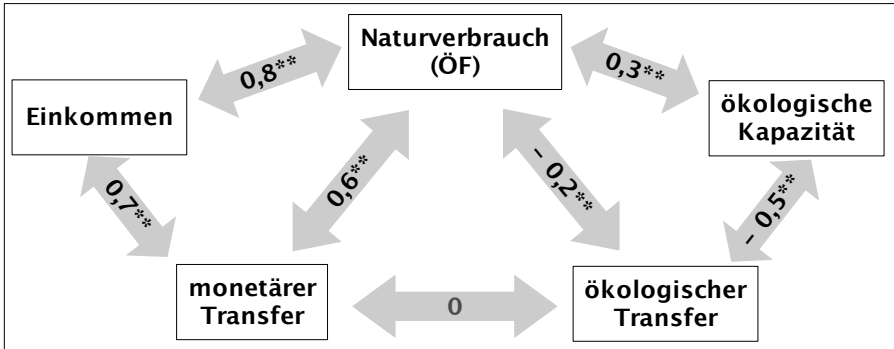 Naturverbrauch
(ÖF)
0,8**
0,3**
Einkommen
ökologische
Kapazität
0,7**
0,6**
– 0,2**
– 0,5**
monetärer
Transfer
0
ökologischer
Transfer